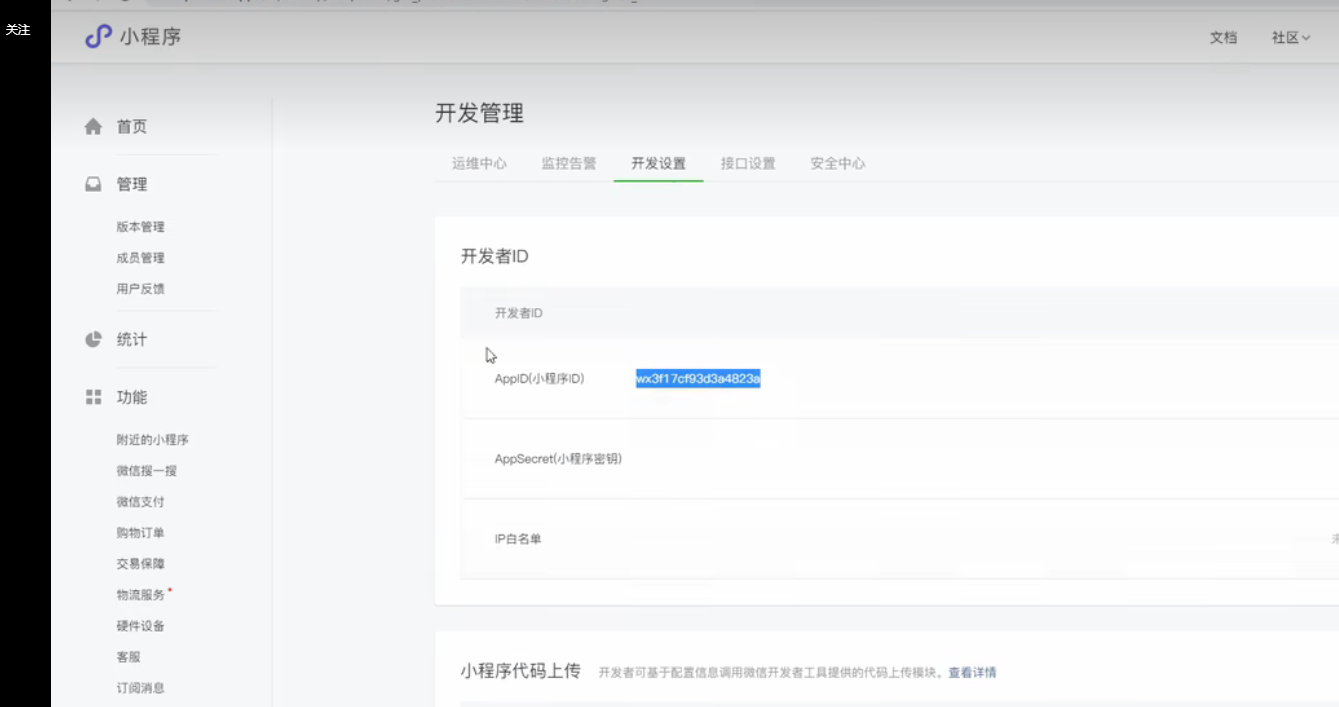 关注
小程序
文档
社区
首页
管理
版本管理
成员管理
用户反馈
统计
功能
附近的小程序
微信搜一搜
微信支付
购物订单
交易保障
物流服务
硬件设备
客服
订阅消息
开发管理
运维中心 监控告警 开发设置 接口设置 安全中心
开发者ID
开发者ID
AppID(小程序ID) wx3f17cf93d3a4823a
AppSecret(小程序密钥)
IP白名单
小程序代码上传 开发者可基于配置信息调用微信开发者工具提供的代码上传模块。查看详情